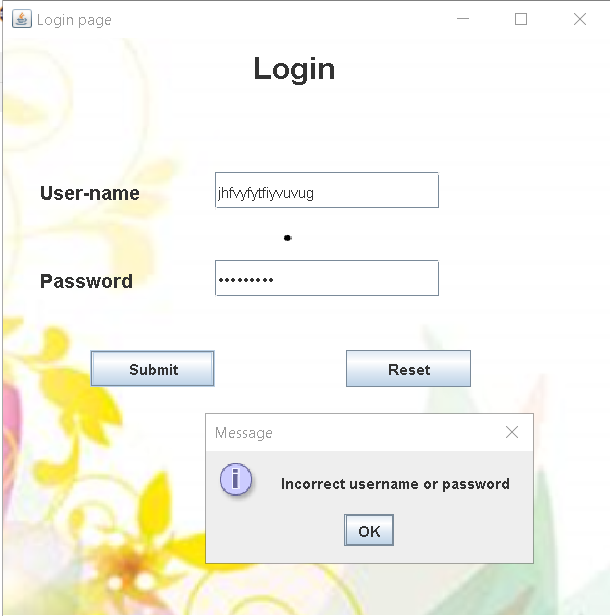 Login page
Login
User-name
jhfvyfytfiyvuvug
Password
•••••••••
Submit
Reset
Message
Incorrect username or password
OK